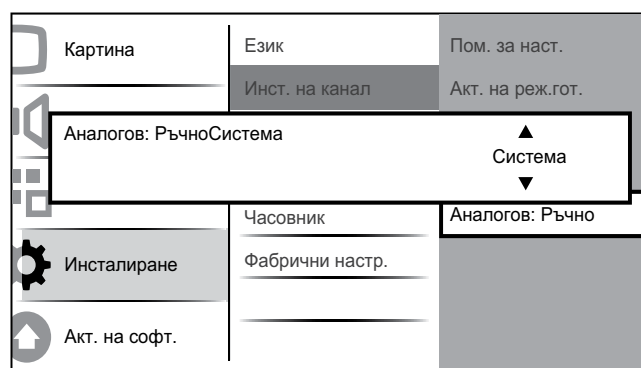 Картина
Език
Пом. за наст.
Инст. на канал
Акт. на реж.гот.
Аналогов: РъчноСистема
Система
Часовник
Аналогов: Ръчно
Инсталиране
Фабрични настр.
Акт. на софт.